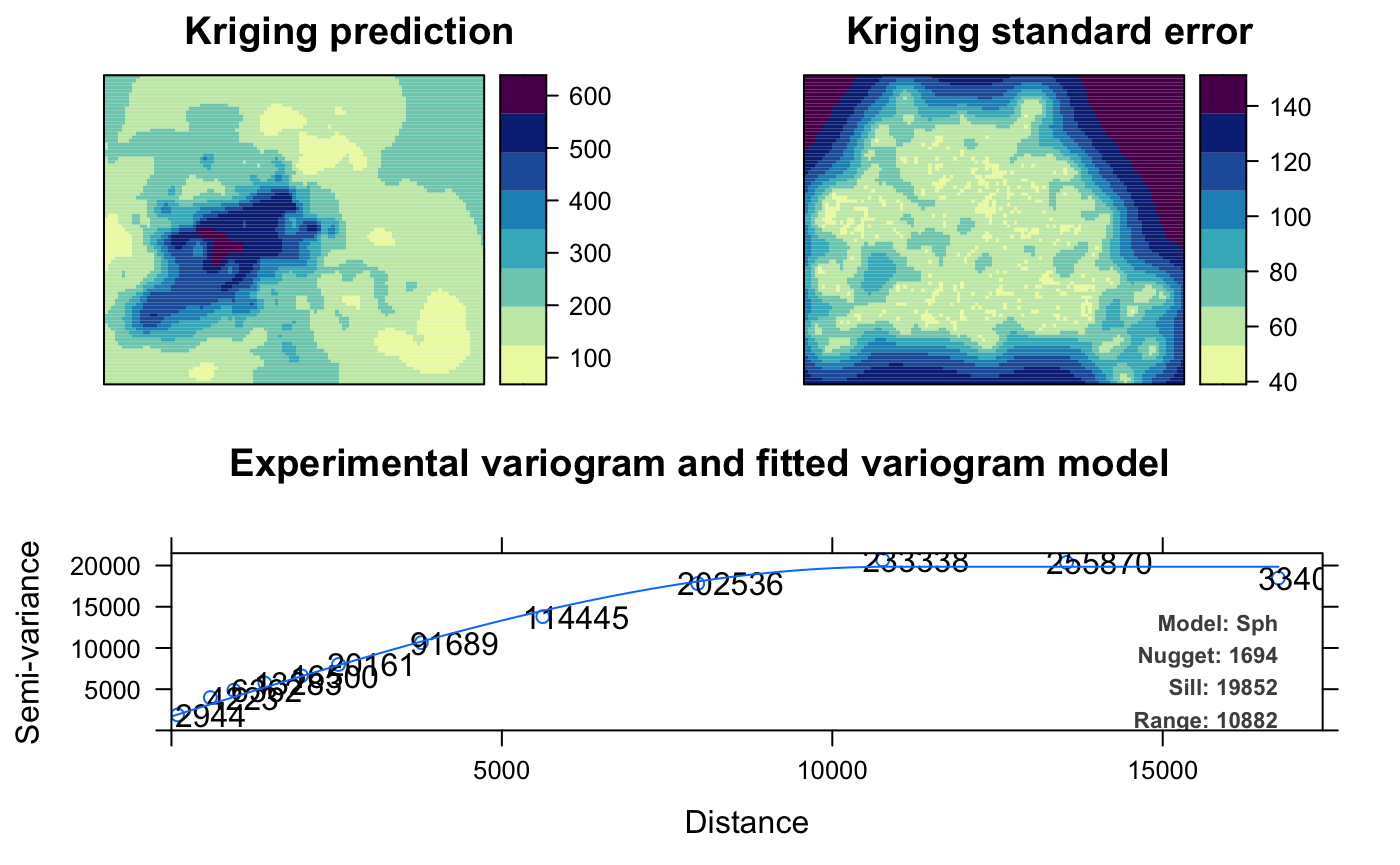 Kriging prediction
Kriging standard error
600
500
400
300
200
100
140
120
100
80
60
40
Experimental variogram and fitted variogram model
Semi-variance
20000
15000
10000
5000
2944
91689
114445
202536
233338
255870
3340
Model: Sph
Nugget: 1694
Sill: 19852
Range: 10882
5000
10000
15000
Distance